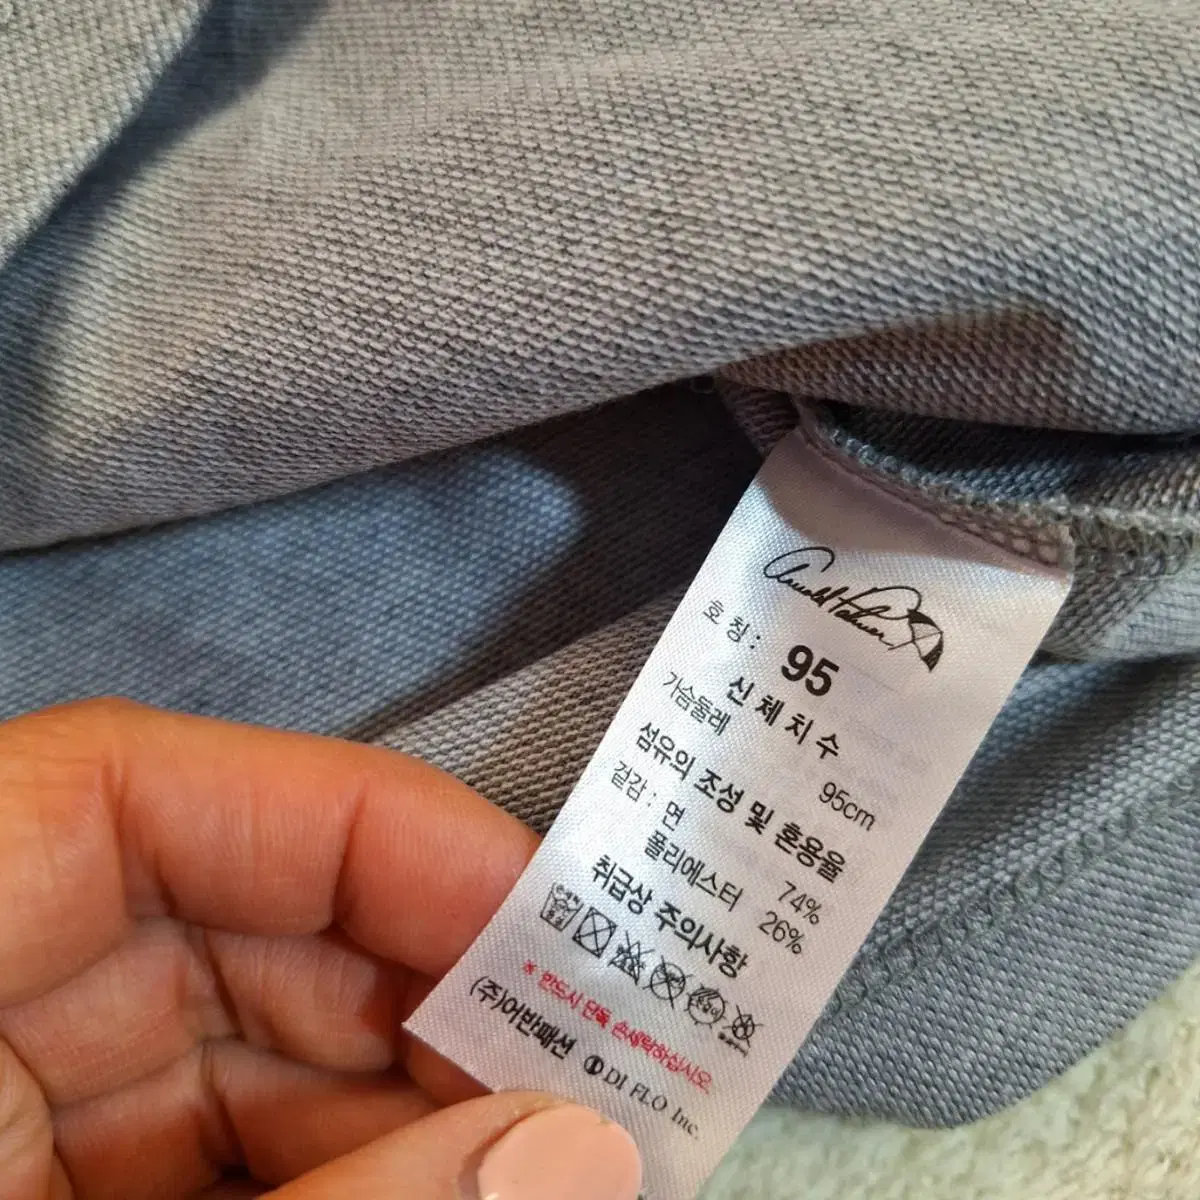 Arnold Palmer
호 칭 : 95
신 체 치 수
가슴둘레 95cm
섬유의 조성 및 혼용율
겉감 : 면 74%
폴리에스터 26%
취급상 주의사항
※ 반드시 단독 손세탁하십시오.
(주)어반패션 DI FLO Inc.